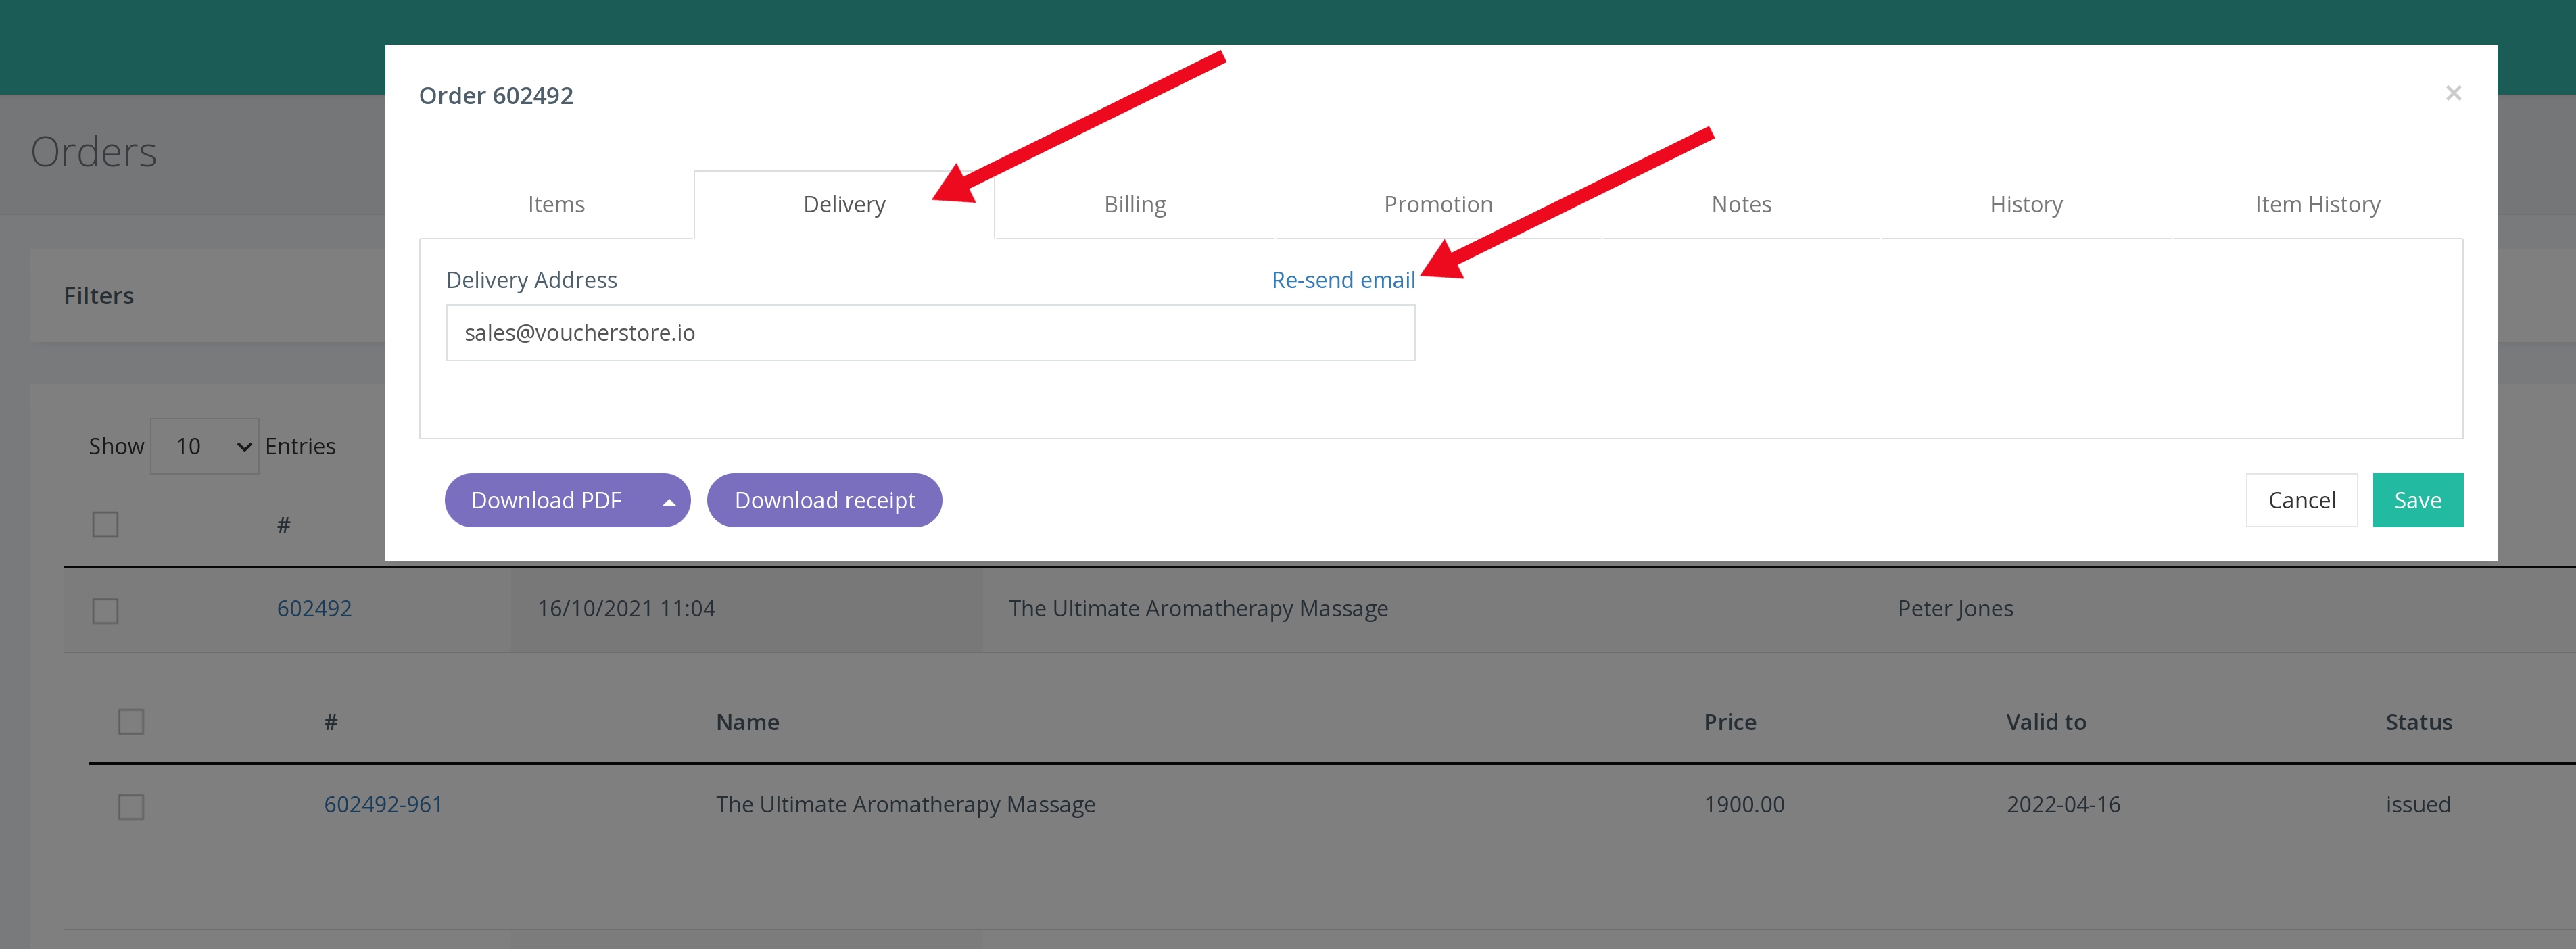 Order 602492
×
Orders
Items Delivery Billing Promotion Notes History Item History
Delivery Address Re-send email
Filters
sales@voucherstore.io
Show 10 Entries
Download PDF Download receipt Cancel Save
#
602492 16/10/2021 11:04 The Ultimate Aromatherapy Massage Peter Jones
# Name Price Valid to Status
602492-961 The Ultimate Aromatherapy Massage 1900.00 2022-04-16 issued